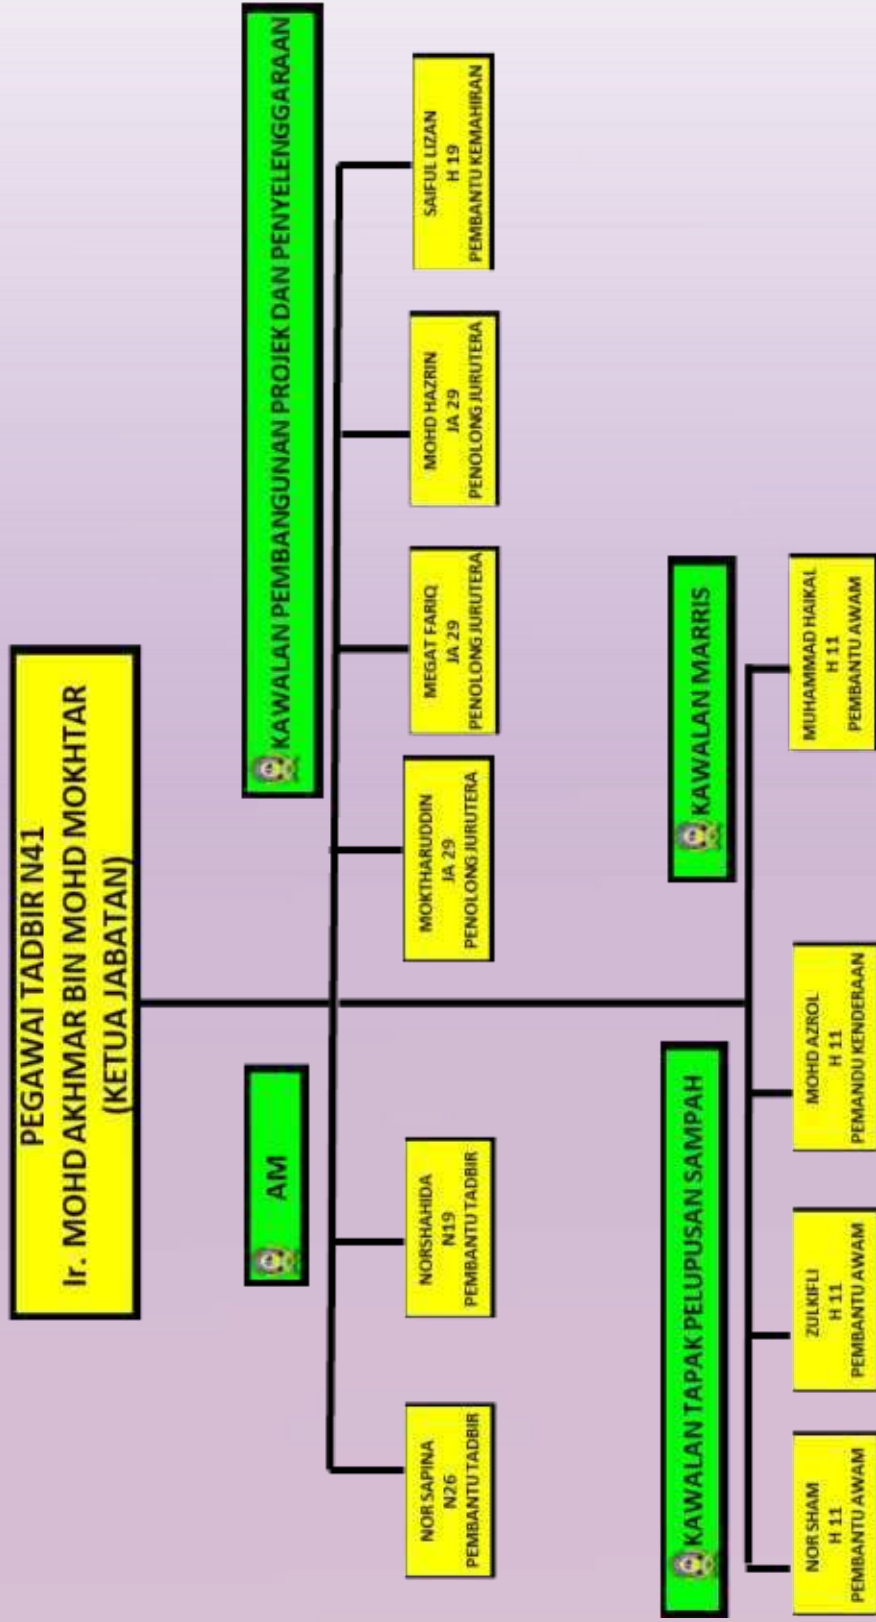 PEGAWAI TADBIR N41
Ir. MOHD AKHMAR BIN MOHD MOKHTAR
(KETUA JABATAN)
AM
KAWALAN PEMBANGUNAN PROJEK DAN PENYELENGGARAAN
NOR SAPINA
N26
PEMBANTU TADBIR
NORSHAHIDA
N19
PEMBANTU TADBIR
MOKTHARUDDIN
JA 29
PENOLONG JURUTERA
MEGAT FARIQ
JA 29
PENOLONG JURUTERA
MOHD HAZRIN
JA 29
PENOLONG JURUTERA
SAIFUL LIZAN
H 19
PEMBANTU KEMAHIRAN
KAWALAN TAPAK PELUPUSAN SAMPAH
KAWALAN MARRIS
NOR SHAM
H 11
PEMBANTU AWAM
ZULKIFLI
H 11
PEMBANTU AWAM
MOHD AZROL
H 11
PEMANDU KENDERAAN
MUHAMMAD HAIKAL
H 11
PEMBANTU AWAM